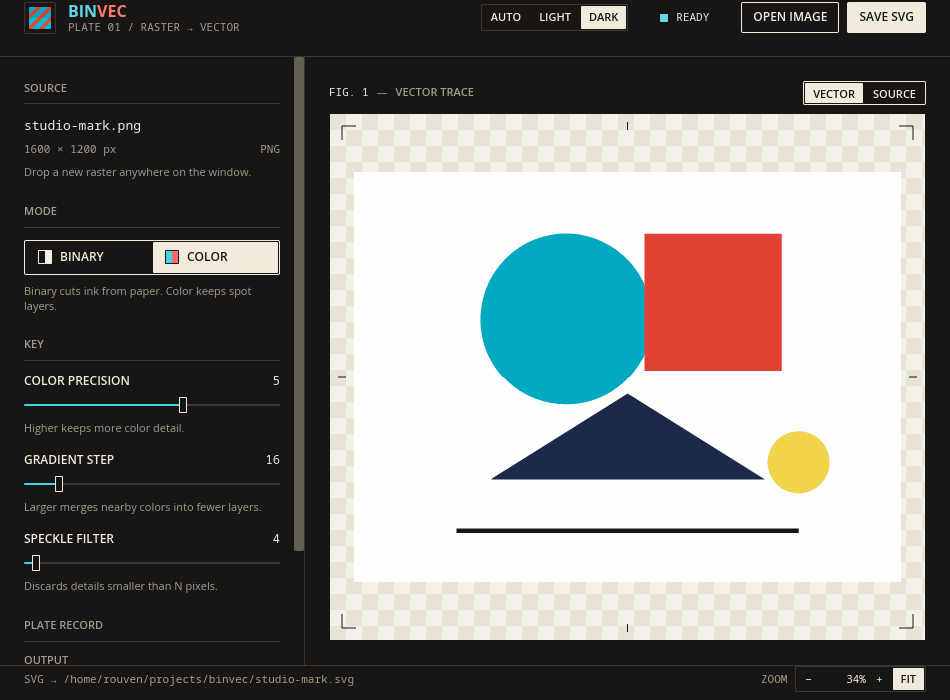 BINVEC
PLATE 01 / RASTER → VECTOR
AUTO LIGHT DARK
READY
OPEN IMAGE
SAVE SVG
SOURCE
studio-mark.png
1600 × 1200 px PNG
Drop a new raster anywhere on the window.
MODE
BINARY COLOR
Binary cuts ink from paper. Color keeps spot
layers.
KEY
COLOR PRECISION 5
Higher keeps more color detail.
GRADIENT STEP 16
Larger merges nearby colors into fewer layers.
SPECKLE FILTER 4
Discards details smaller than N pixels.
PLATE RECORD
OUTPUT
FIG. 1 — VECTOR TRACE
VECTOR SOURCE
SVG → /home/rouven/projects/binvec/studio-mark.svg
ZOOM − 34% + FIT